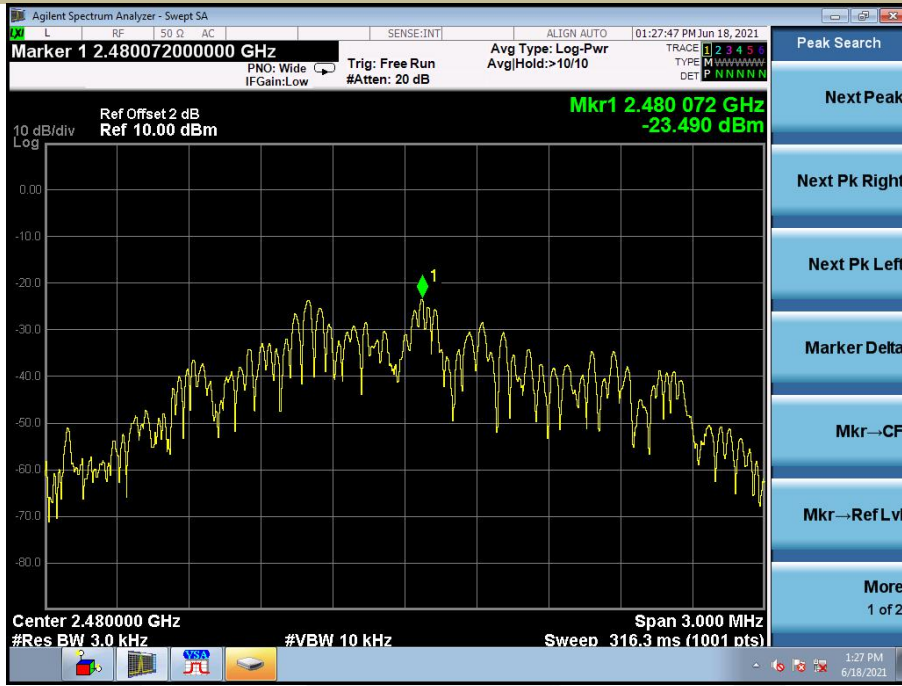 Agilent Spectrum Analyzer - Swept SA
LXI L RF 50 Ω AC SENSE:INT ALIGN AUTO 01:27:47 PM Jun 18, 2021
Marker 1 2.480072000000 GHz
PNO: Wide
IFGain:Low
Trig: Free Run
#Atten: 20 dB
Avg Type: Log-Pwr
Avg|Hold:>10/10
TRACE 1 2 3 4 5 6
TYPE M WWWWW
DET P N N N N N
Peak Search
Mkr1 2.480 072 GHz
-23.490 dBm
Ref Offset 2 dB
10 dB/div Ref 10.00 dBm
Log
0.00
-10.0
-20.0
-30.0
-40.0
-50.0
-60.0
-70.0
-80.0
1
Center 2.480000 GHz Span 3.000 MHz
#Res BW 3.0 kHz #VBW 10 kHz Sweep 316.3 ms (1001 pts)
Next Peak
Next Pk Right
Next Pk Left
Marker Delta
Mkr→CF
Mkr→Ref Lvl
More
1 of 2
VSA
1:27 PM
6/18/2021